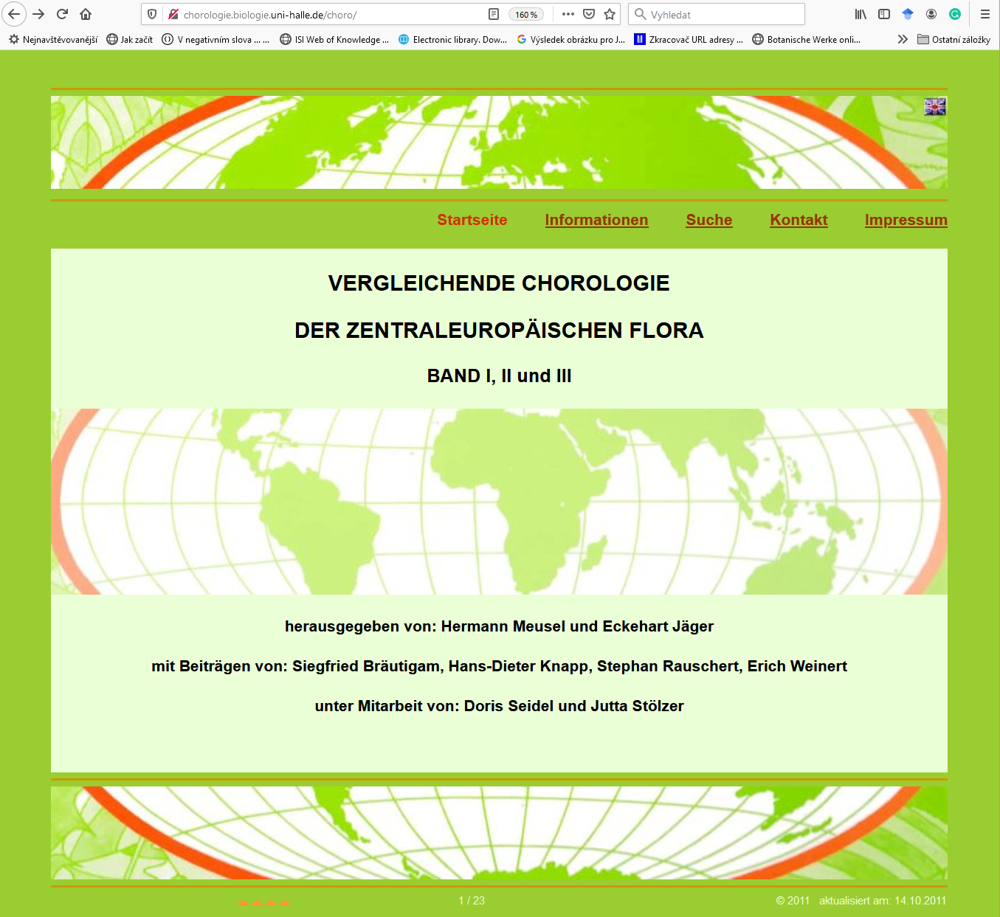 chorologie.biologie.uni-halle.de/choro/ 160 % Vyhledat
Nejnavštěvovanější Jak začít V negativním slova ... ... ISI Web of Knowledge ... Electronic library. Dow... Výsledek obrázku pro J... Zkracovač URL adresy ... Botanische Werke onli... Ostatní záložky
Startseite Informationen Suche Kontakt Impressum
VERGLEICHENDE CHOROLOGIE
DER ZENTRALEUROPÄISCHEN FLORA
BAND I, II und III
herausgegeben von: Hermann Meusel und Eckehart Jäger
mit Beiträgen von: Siegfried Bräutigam, Hans-Dieter Knapp, Stephan Rauschert, Erich Weinert
unter Mitarbeit von: Doris Seidel und Jutta Stölzer
1 / 23 © 2011 aktualisiert am: 14.10.2011